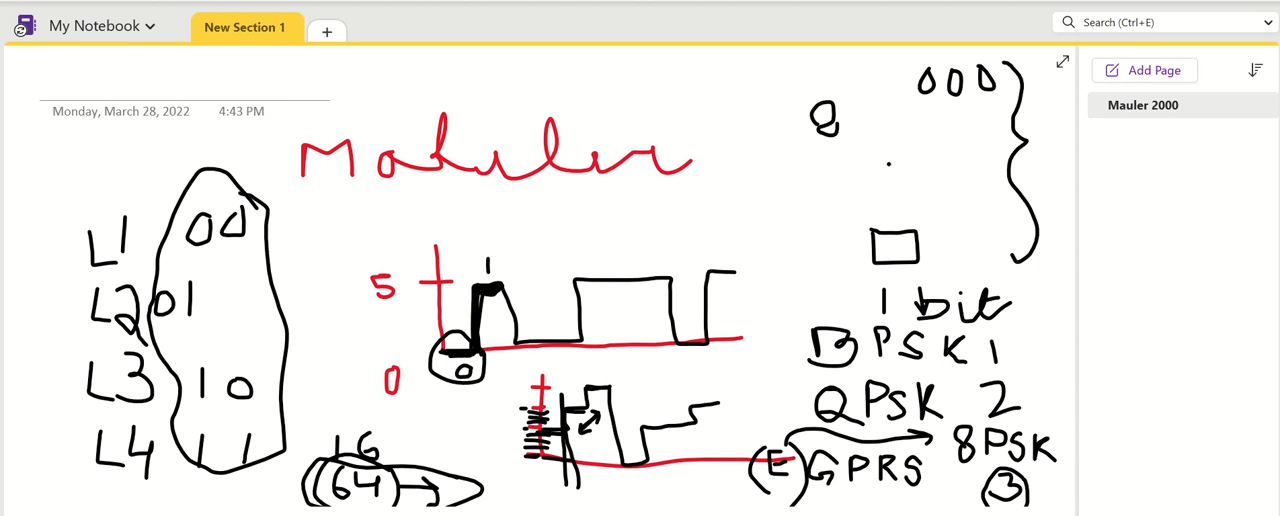 My Notebook
New Section 1
+
Search (Ctrl+E)
Add Page
Mauler 2000
Monday, March 28, 2022 4:43 PM
000
8
L1 00
L2 01
L3 10
L4 11
5
1
0
0
16
64
1 bit
BPSK 1
QPSK 2
8PSK
(E) GPRS
3